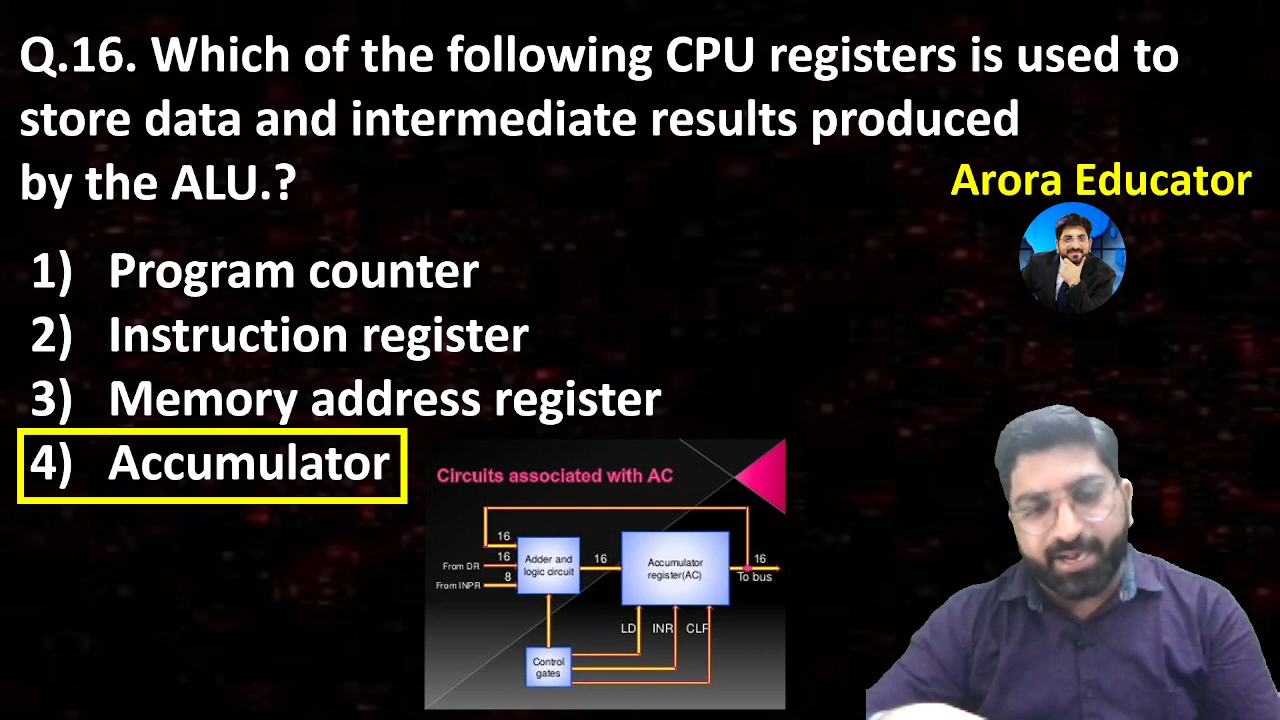 Q.16. Which of the following CPU registers is used to
store data and intermediate results produced
by the ALU.?
Arora Educator
1) Program counter
2) Instruction register
3) Memory address register
4) Accumulator
Circuits associated with AC
16
16
From DR
8
From INPR
Adder and
logic circuit
16
Accumulator
register(AC)
16
To bus
LD INR CLR
Control
gates